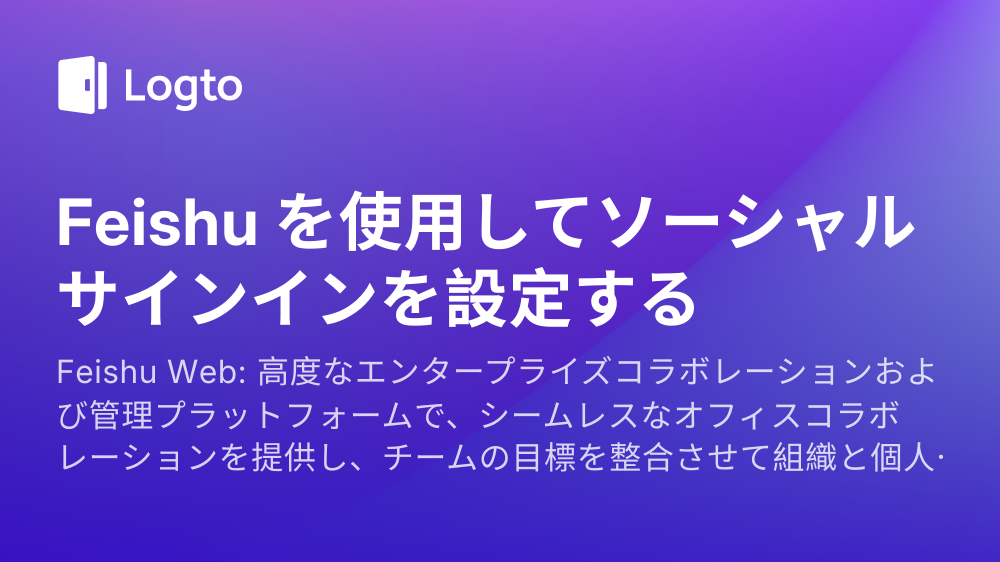 Logto
Feishu を使用してソーシャル
サインインを設定する
Feishu Web: 高度なエンタープライズコラボレーションおよ
び管理プラットフォームで、シームレスなオフィスコラボ
レーションを提供し、チームの目標を整合させて組織と個人·